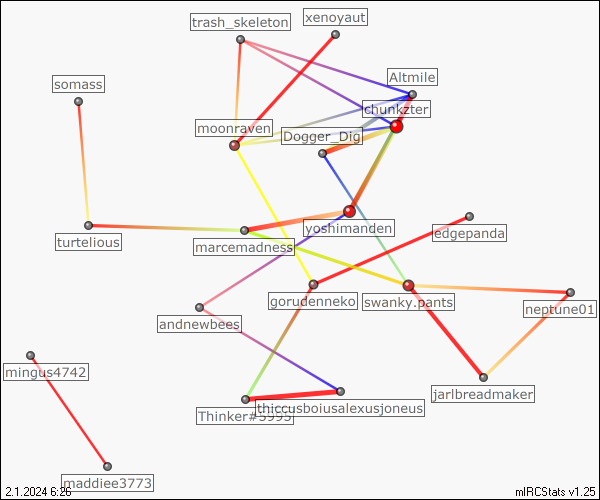 xenoyaut
trash_skeleton
Altmile
somass
chunkzter
moonraven
Dogger_Dig
edgepanda
yoshimanden
turtelious
marcemadness
gorudenneko
swanky.pants
neptune01
andnewbees
mingus4742
jarlbreadmaker
thiccusboiusalexusjoneus
Thinker#5995
maddiee3773
2.1.2024 6:26
mIRCStats v1.25